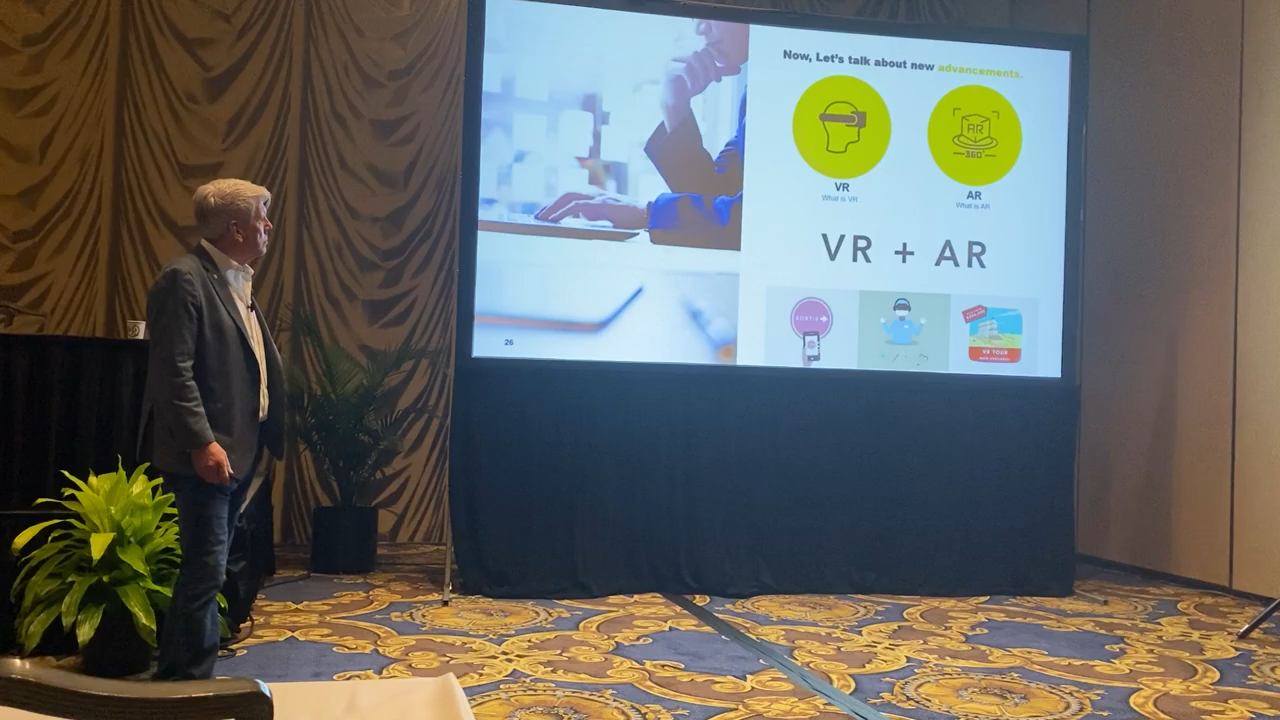 Now, Let's talk about new advancements.
AR
360°
VR
What is VR
AR
What is AR
VR + AR
SORTIE
VR TOUR
26